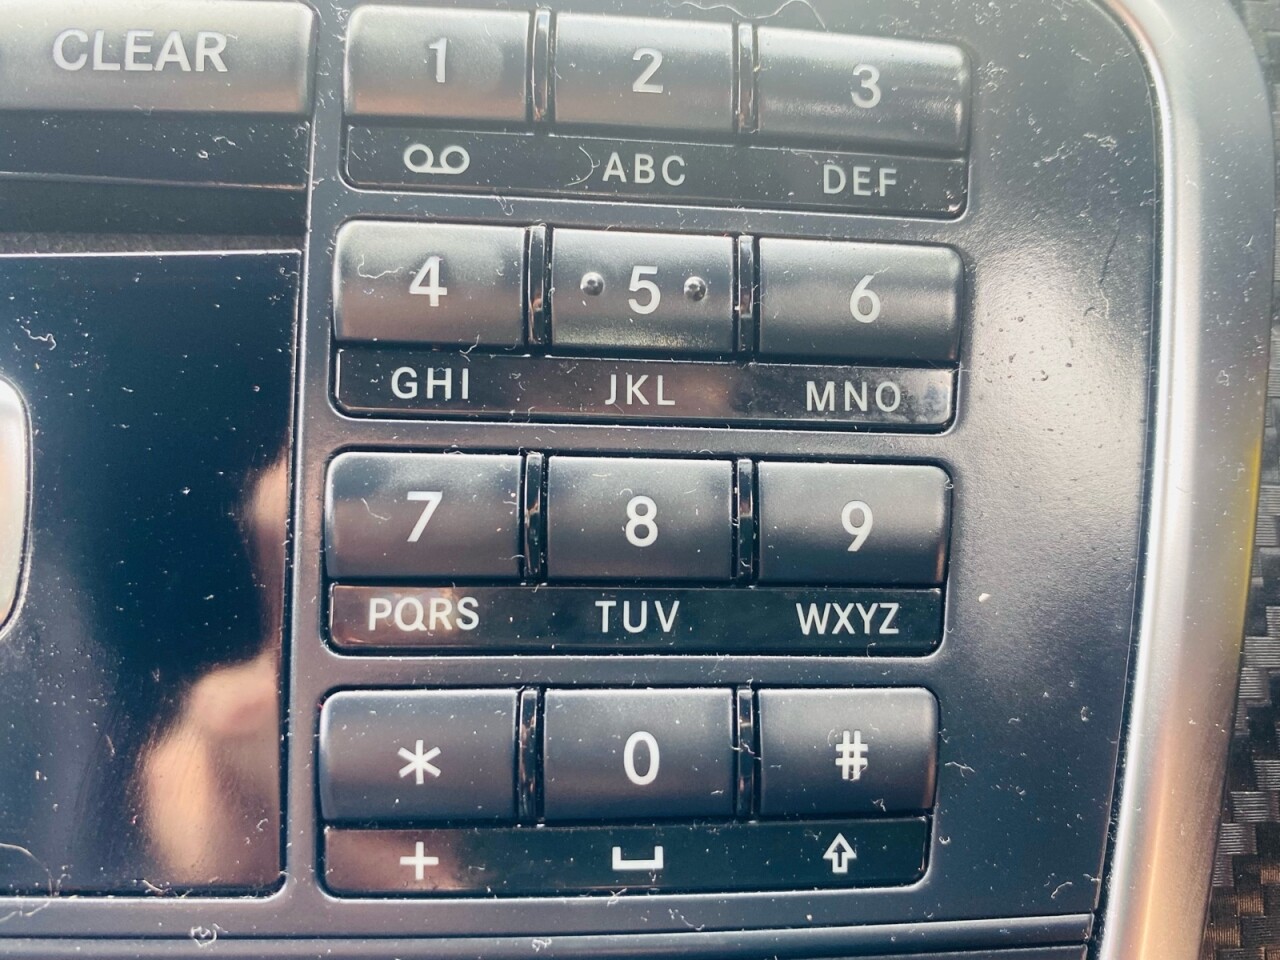 CLEAR
1 2 3
ABC DEF
4 5 6
GHI JKL MNO
7 8 9
PQRS TUV WXYZ
* 0 #
+